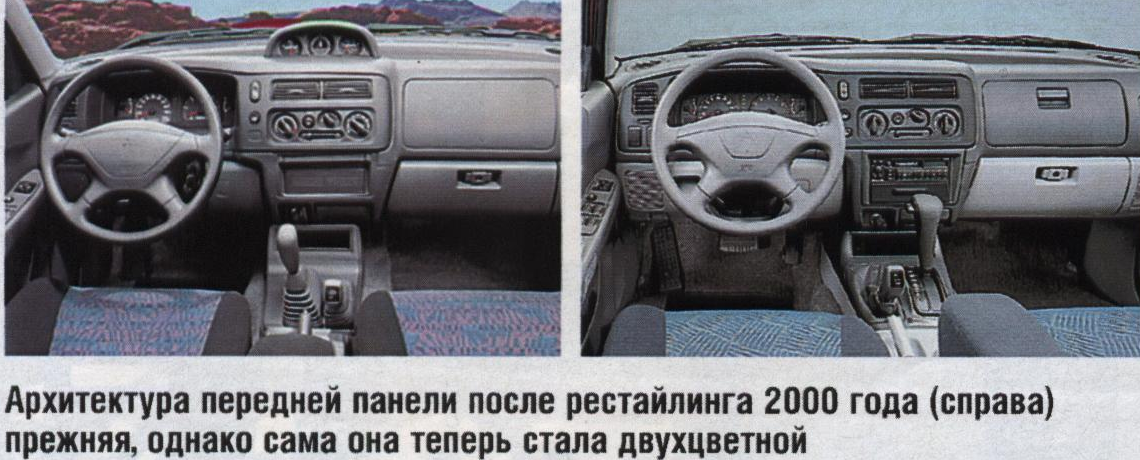 Архитектура передней панели после рестайлинга 2000 года (справа)
прежняя, однако сама она теперь стала двухцветной